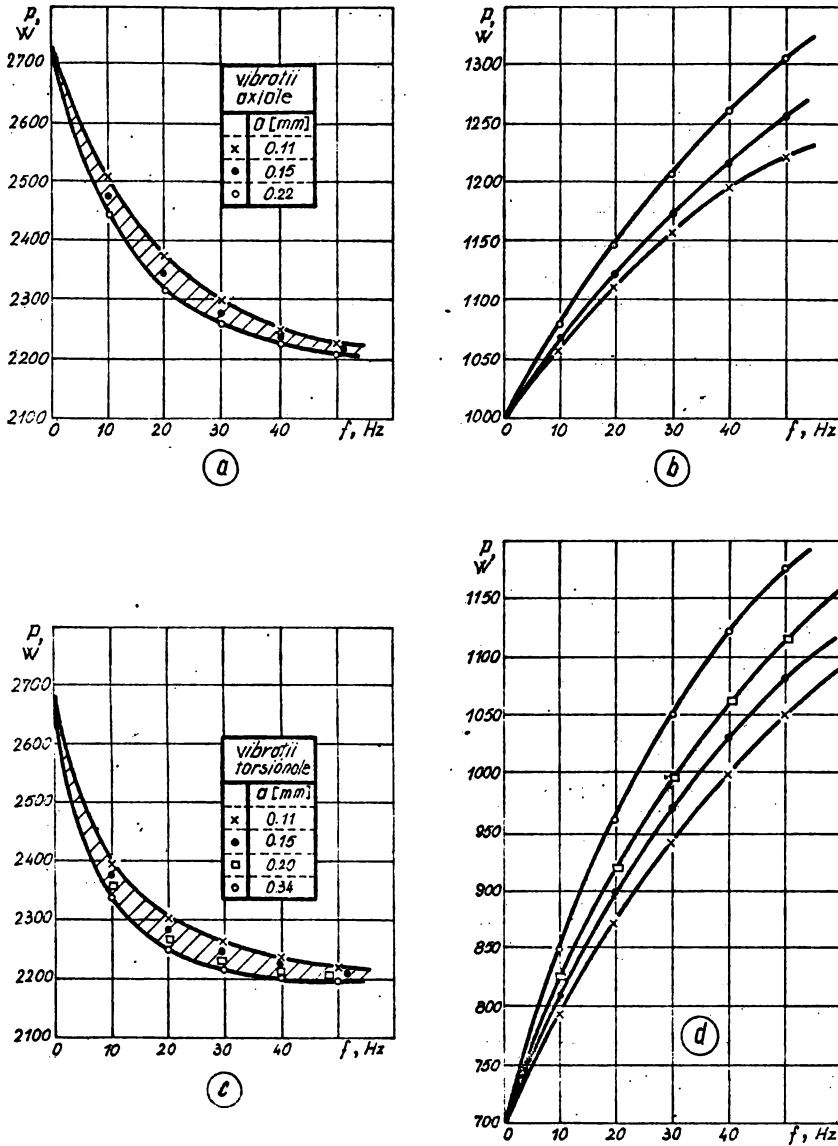 p,
W
2700
2600
2500
2400
2300
2200
2100
0 10 20 30 40 f, Hz
vibrații
axiale
a [mm]
× 0.11
● 0.15
○ 0.22
a
p,
W
1300
1250
1200
1150
1100
1050
1000
0 10 20 30 40 f, Hz
b
p,
W
2700
2600
2500
2400
2300
2200
2100
0 10 20 30 40 f, Hz
vibrații
torsionale
a [mm]
× 0.11
● 0.15
□ 0.20
○ 0.34
c
p,
W
1150
1100
1050
1000
950
900
850
800
750
700
0 10 20 30 40 f, Hz
d